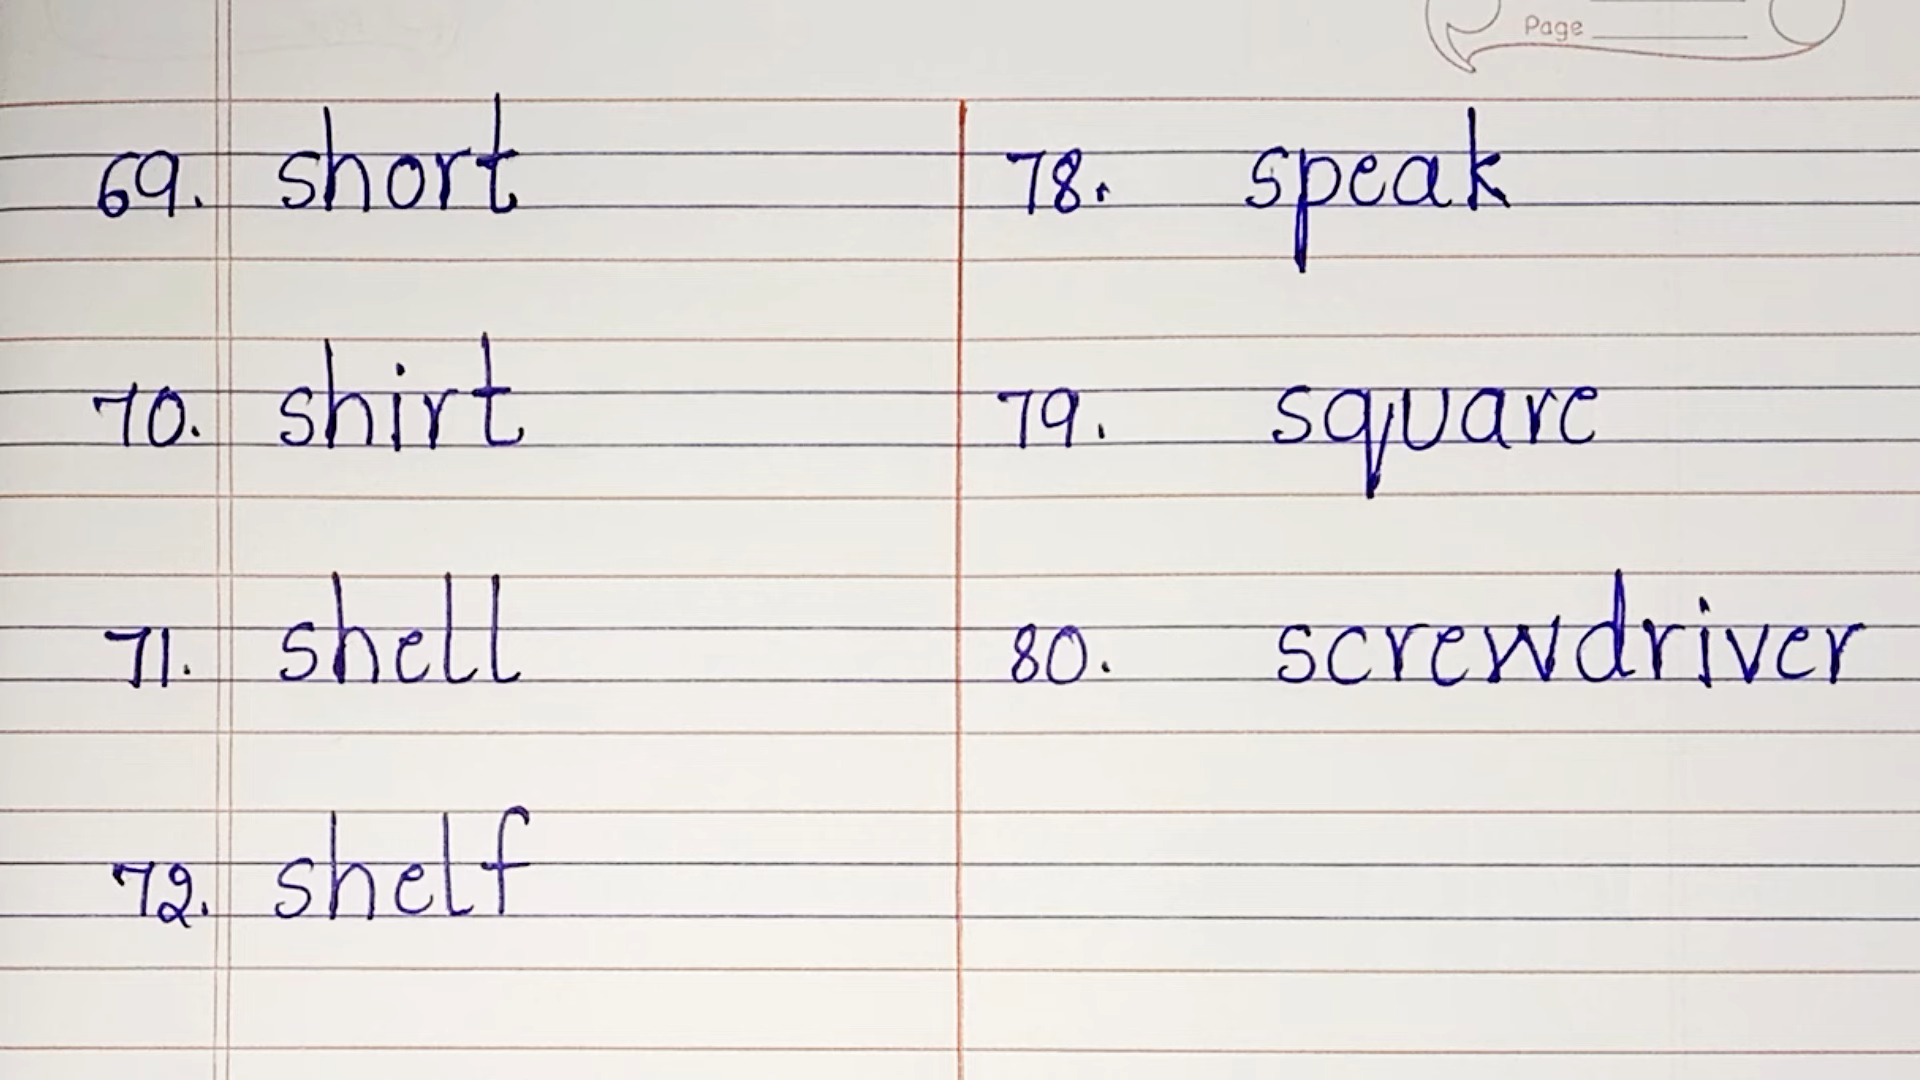 Page
69. short
70. shirt
71. shell
72. shelf
78. speak
79. square
80. screwdriver